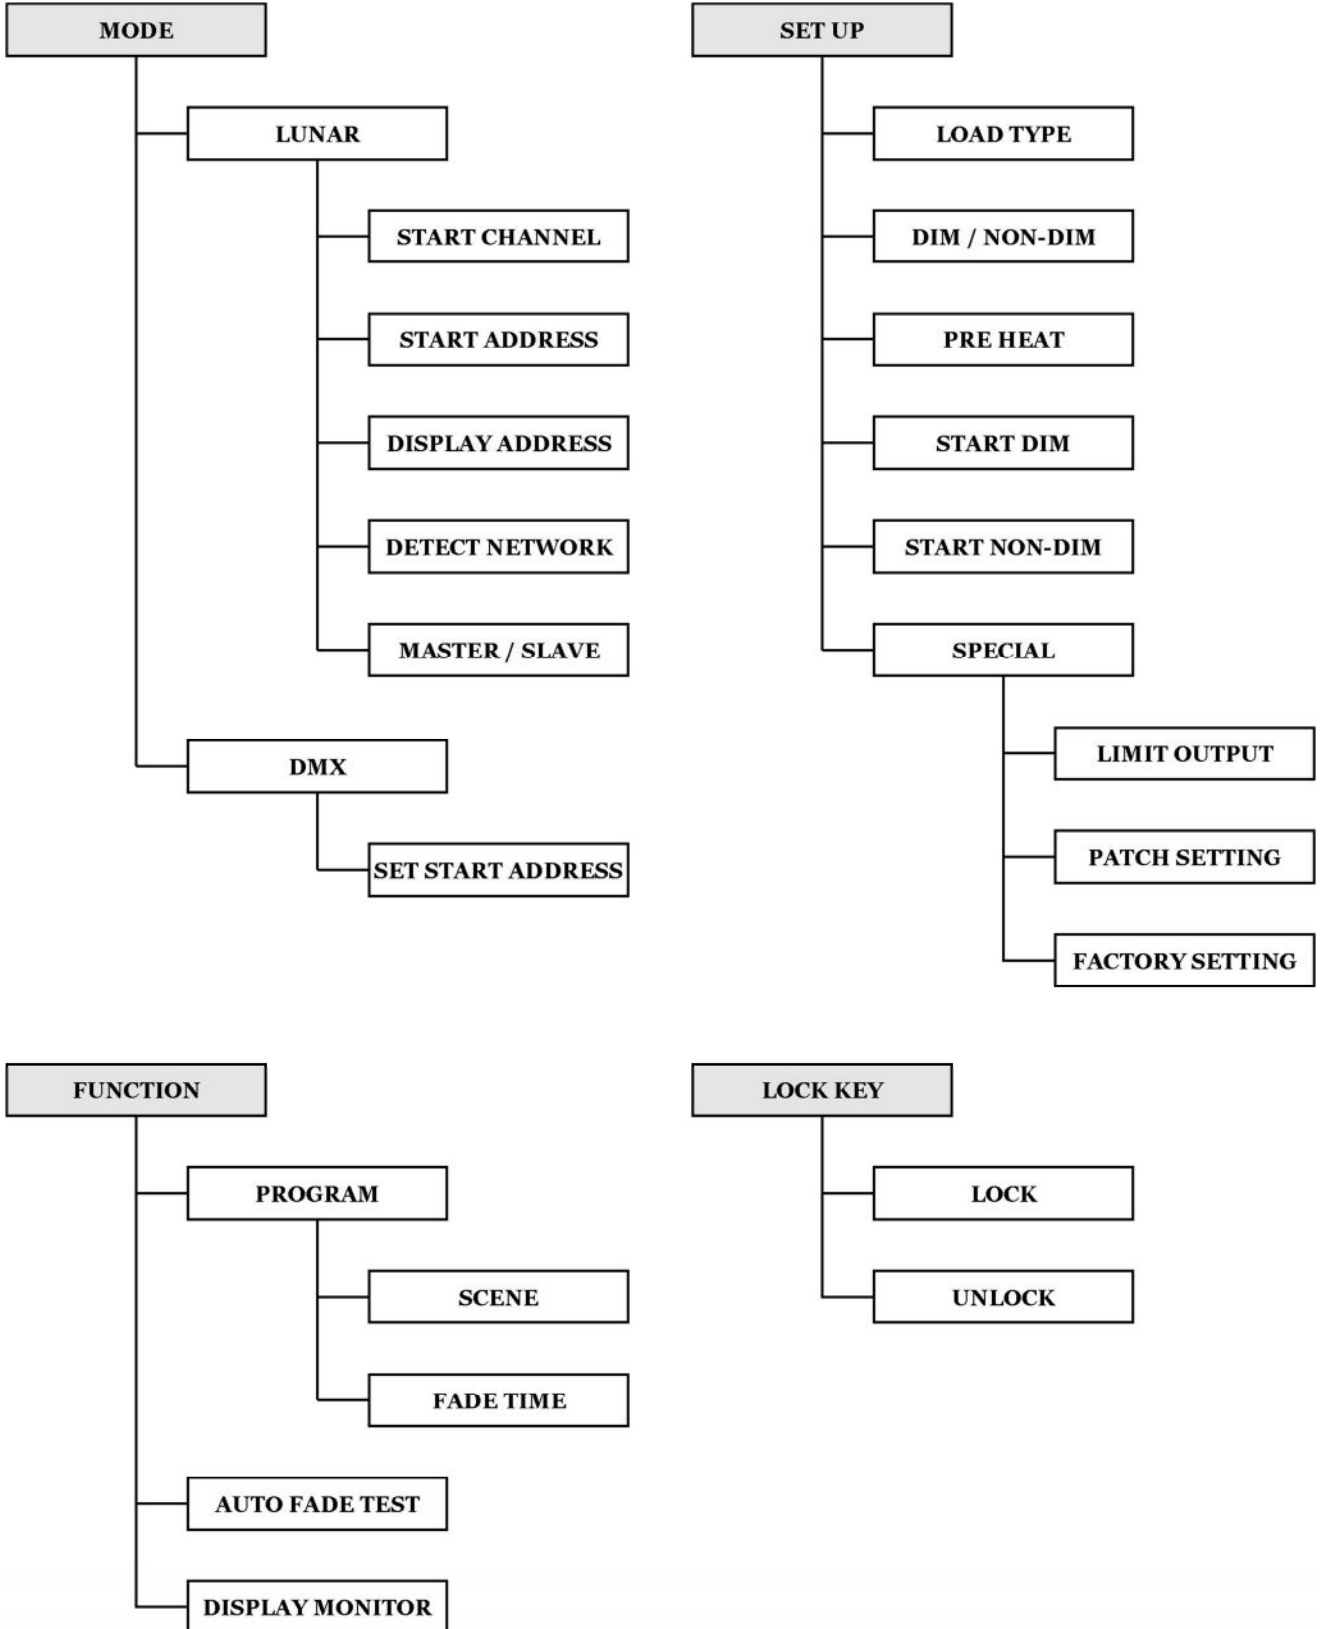 MODE
LUNAR
START CHANNEL
START ADDRESS
DISPLAY ADDRESS
DETECT NETWORK
MASTER / SLAVE
DMX
SET START ADDRESS
SET UP
LOAD TYPE
DIM / NON-DIM
PRE HEAT
START DIM
START NON-DIM
SPECIAL
LIMIT OUTPUT
PATCH SETTING
FACTORY SETTING
FUNCTION
PROGRAM
SCENE
FADE TIME
AUTO FADE TEST
DISPLAY MONITOR
LOCK KEY
LOCK
UNLOCK